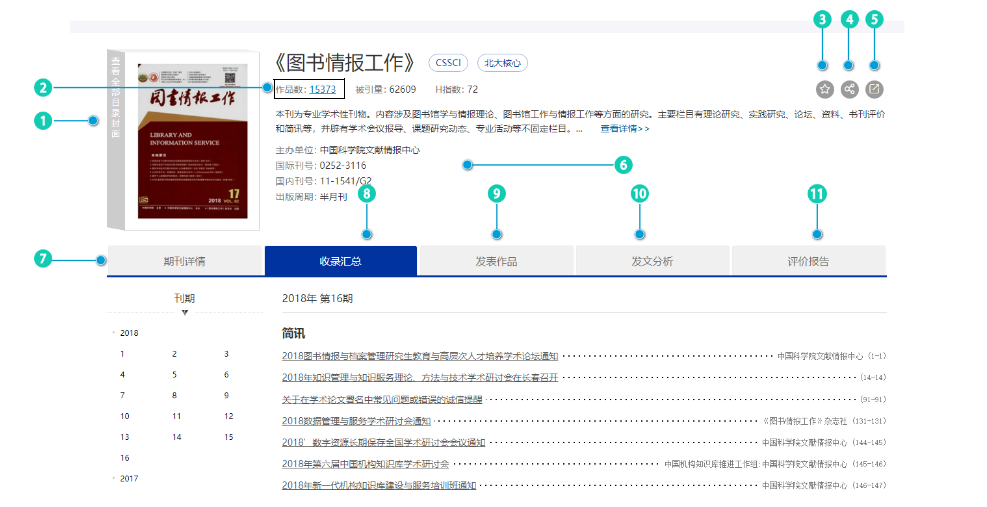 3 4 5
查看全部目录封面
图书情报工作
LIBRARY AND
INFORMATION SERVICE
17
2018 VOL. 62
《图书情报工作》 CSSCI 北大核心
2 作品数: 15373 被引量: 62609 H指数: 72
1
本刊为专业学术性刊物。内容涉及图书馆学与情报理论、图书馆工作与情报工作等方面的研究。主要栏目有理论研究、实践研究、论坛、资料、书刊评价
和简讯等，并辟有学术会议报导、课题研究动态、专业活动等不固定栏目。... 查看详情>>
主办单位: 中国科学院文献情报中心
国际刊号: 0252-3116 6
国内刊号: 11-1541/G2
出版周期: 半月刊
8 9 10 11
7 期刊详情 收录汇总 发表作品 发文分析 评价报告
刊期
2018
1 2 3
4 5 6
7 8 9
10 11 12
13 14 15
16
2017
2018年 第16期
简讯
2018图书情报与档案管理研究生教育与高层次人才培养学术论坛通知 中国科学院文献情报中心 (1-1)
2018年知识管理与知识服务理论、方法与技术学术研讨会在长春召开 (14-14)
关于在学术论文署名中常见问题或错误的诚信提醒 (91-91)
2018数据管理与服务学术研讨会通知 《图书情报工作》杂志社 (131-131)
2018’数字资源长期保存全国学术研讨会会议通知 中国科学院文献情报中心 (144-145)
2018年第六届中国机构知识库学术研讨会 中国机构知识库推进工作组; 中国科学院文献情报中心 (145-146)
2018年新一代机构知识库建设与服务培训班通知 中国科学院文献情报中心 (146-147)